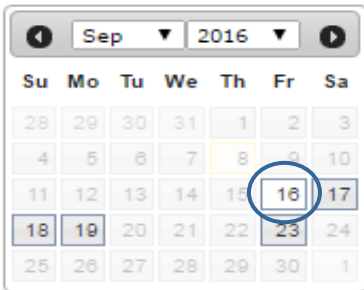 Sep 2016
Su Mo Tu We Th Fr Sa
28 29 30 31 1 2 3
4 5 6 7 8 9 10
11 12 13 14 15 16 17
18 19 20 21 22 23 24
25 26 27 28 29 30 1